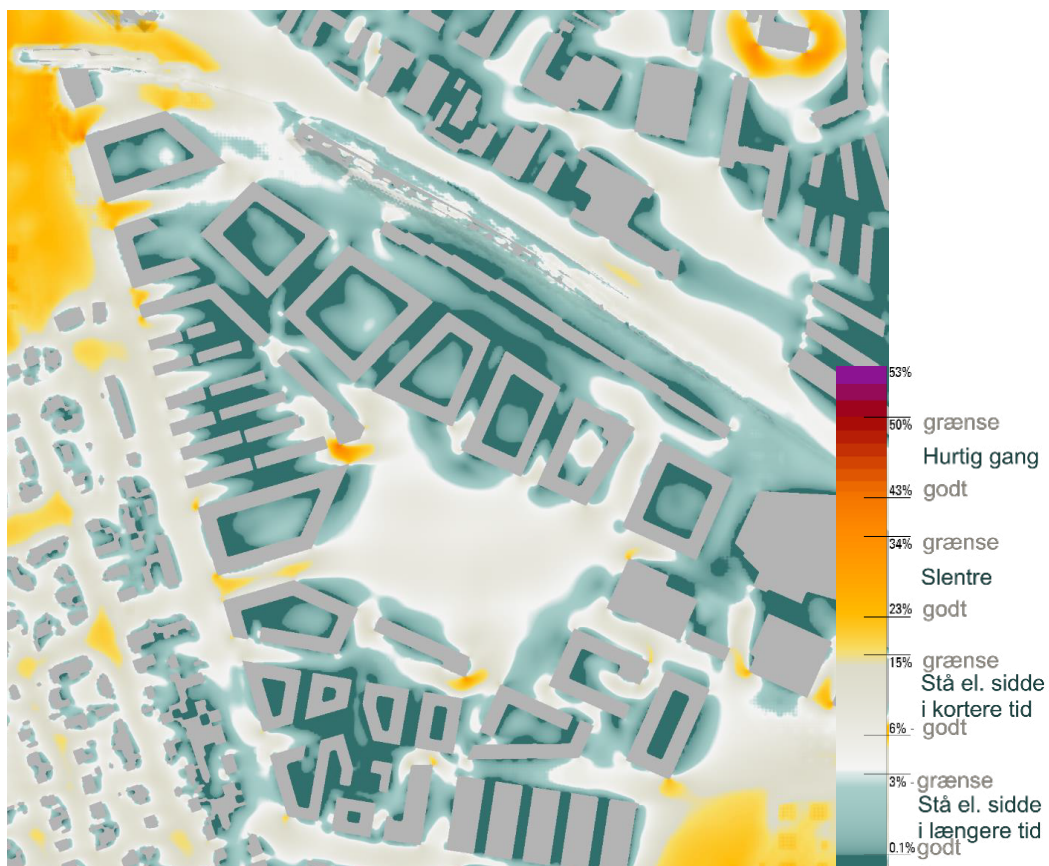 53%
50%
grænse
Hurtig gang
43%
godt
34%
grænse
Slentre
23%
godt
15%
grænse
Stå el. sidde
i kortere tid
6% -
godt
3% -
grænse
Stå el. sidde
i længere tid
0.1%
godt